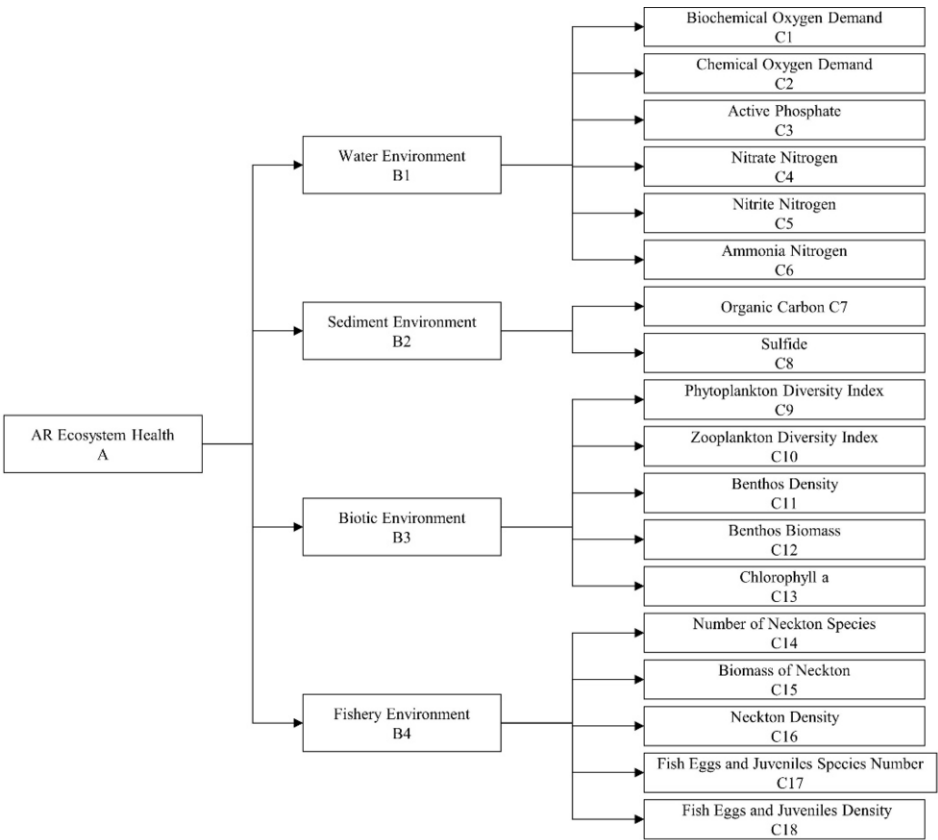 AR Ecosystem Health
A
Water Environment
B1
Sediment Environment
B2
Biotic Environment
B3
Fishery Environment
B4
Biochemical Oxygen Demand
C1
Chemical Oxygen Demand
C2
Active Phosphate
C3
Nitrate Nitrogen
C4
Nitrite Nitrogen
C5
Ammonia Nitrogen
C6
Organic Carbon C7
Sulfide
C8
Phytoplankton Diversity Index
C9
Zooplankton Diversity Index
C10
Benthos Density
C11
Benthos Biomass
C12
Chlorophyll a
C13
Number of Neckton Species
C14
Biomass of Neckton
C15
Neckton Density
C16
Fish Eggs and Juveniles Species Number
C17
Fish Eggs and Juveniles Density
C18